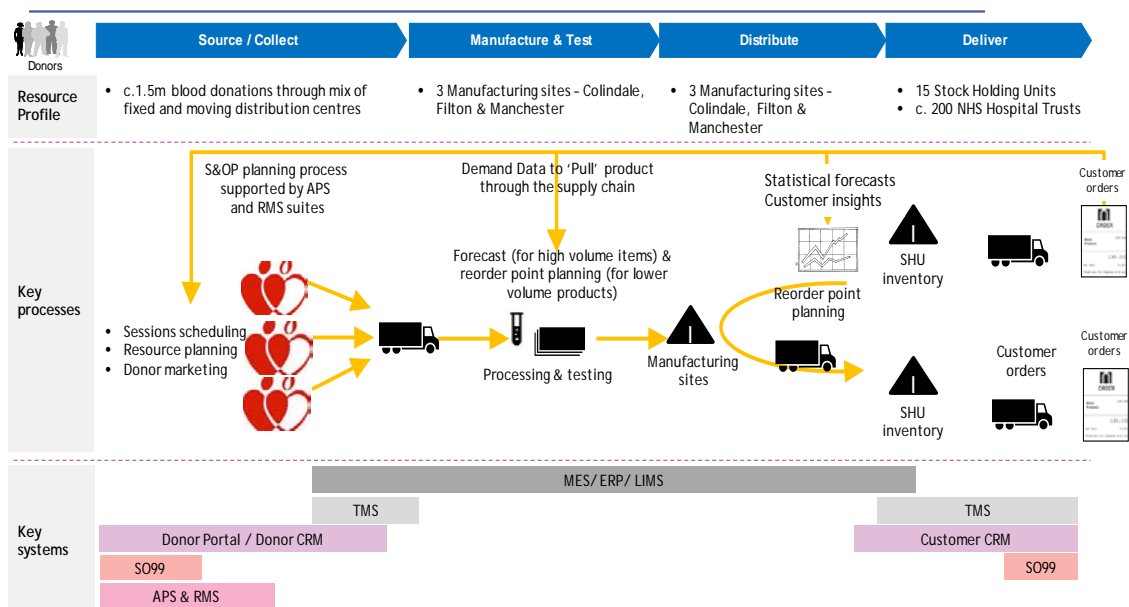 Donors
Source / Collect
Manufacture & Test
Distribute
Deliver
Resource
Profile
• c.1.5m blood donations through mix of
fixed and moving distribution centres
• 3 Manufacturing sites – Colindale,
Filton & Manchester
• 3 Manufacturing sites –
Colindale, Filton &
Manchester
• 15 Stock Holding Units
• c. 200 NHS Hospital Trusts
Key
processes
S&OP planning process
supported by APS
and RMS suites
Demand Data to ‘Pull’ product
through the supply chain
Statistical forecasts
Customer insights
Customer
orders
ORDER
SHU
inventory
Forecast (for high volume items) &
reorder point planning (for lower
volume products)
Reorder point
planning
• Sessions scheduling
• Resource planning
• Donor marketing
Processing & testing
Manufacturing
sites
SHU
inventory
Customer
orders
Customer
orders
ORDER
Key
systems
MES/ ERP/ LIMS
TMS
TMS
Donor Portal / Donor CRM
Customer CRM
SO99
SO99
APS & RMS